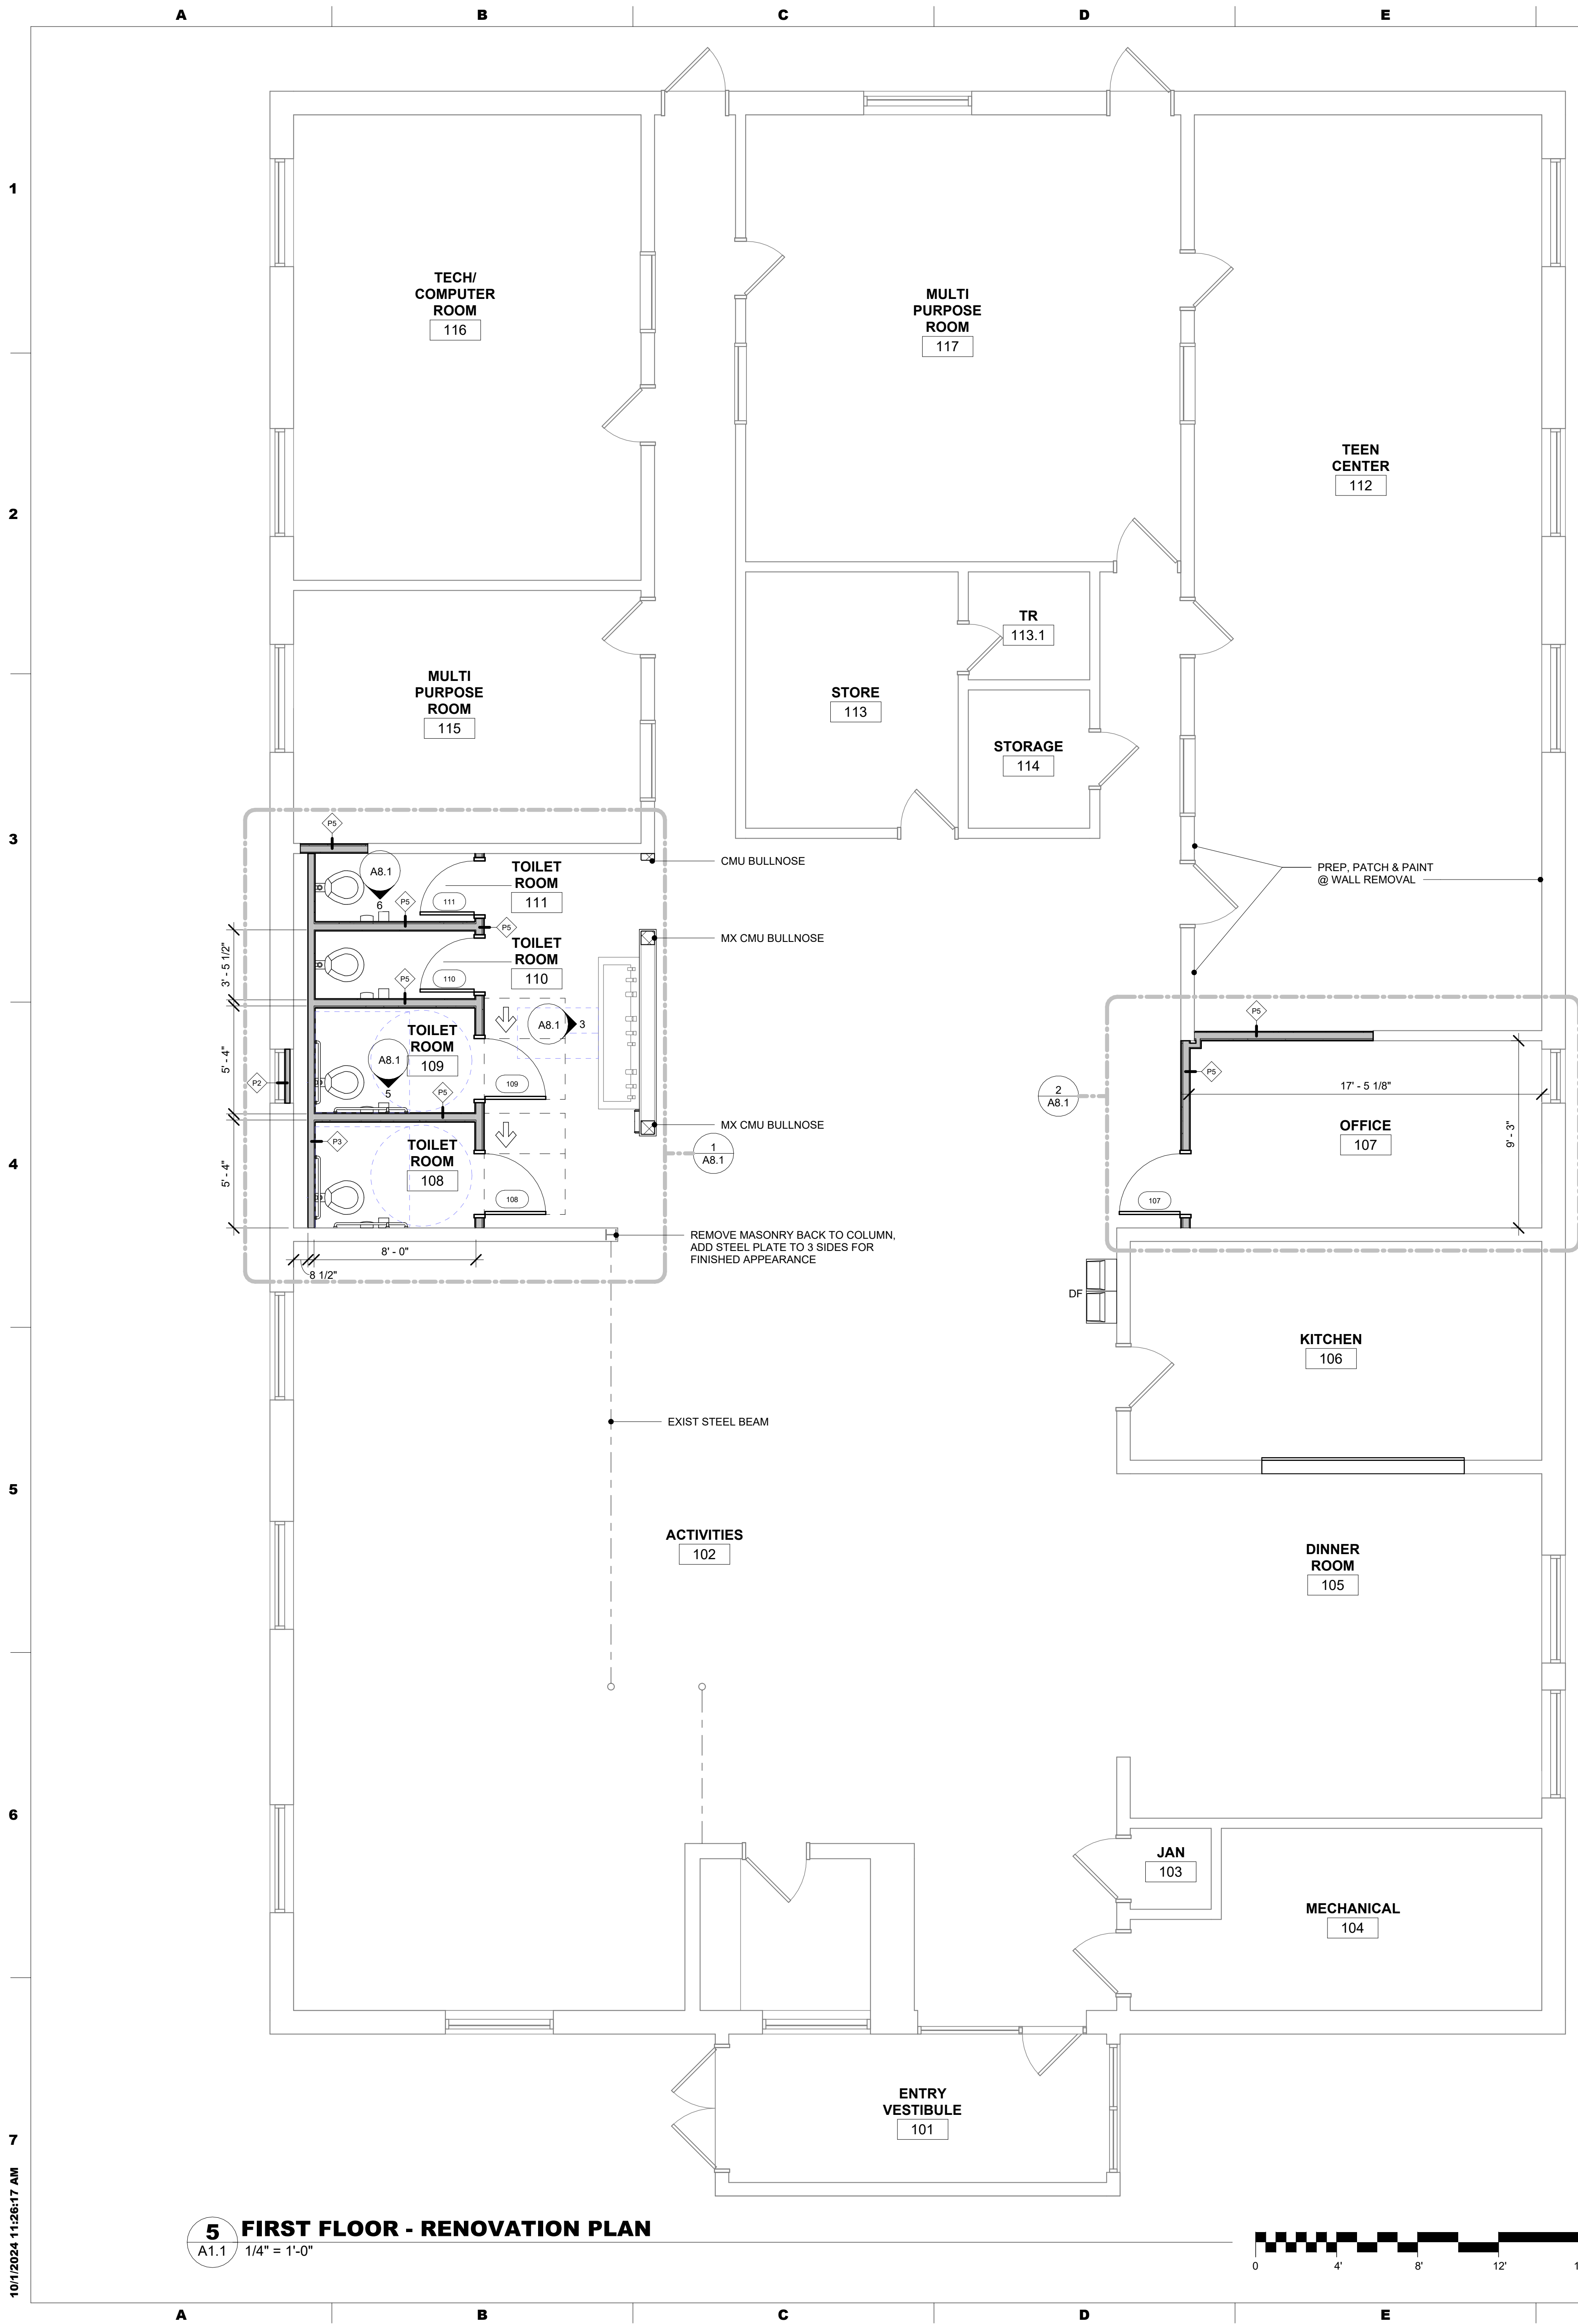 A B C D E
1
2
3
4
5
6
7
TECH/
COMPUTER
ROOM
116
MULTI
PURPOSE
ROOM
117
TEEN
CENTER
112
TR
113.1
STORE
113
STORAGE
114
MULTI
PURPOSE
ROOM
115
P5
TOILET
ROOM
111
A8.1
6
P5
111
CMU BULLNOSE
PREP, PATCH & PAINT
@ WALL REMOVAL
P5
TOILET
ROOM
110
P5
110
MX CMU BULLNOSE
3' - 5 1/2"
TOILET
ROOM
109
A8.1
5
A8.1
3
P5
109
P2
5' - 4"
MX CMU BULLNOSE
1
A8.1
P3
TOILET
ROOM
108
108
5' - 4"
8' - 0"
8 1/2"
REMOVE MASONRY BACK TO COLUMN,
ADD STEEL PLATE TO 3 SIDES FOR
FINISHED APPEARANCE
P5
P5
2
A8.1
17' - 5 1/8"
OFFICE
107
9' - 3"
107
DF
KITCHEN
106
EXIST STEEL BEAM
ACTIVITIES
102
DINNER
ROOM
105
JAN
103
MECHANICAL
104
ENTRY
VESTIBULE
101
5
A1.1
FIRST FLOOR - RENOVATION PLAN
1/4" = 1'-0"
0 4' 8' 12'
10/1/2024 11:26:17 AM
A B C D E